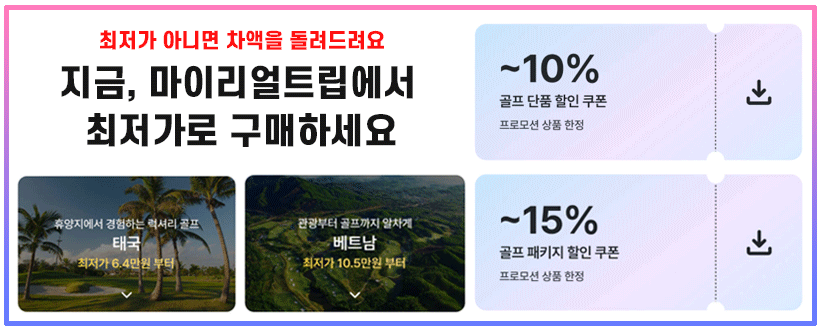 최저가 아니면 차액을 돌려드려요
지금, 마이리얼트립에서
최저가로 구매하세요
휴양지에서 경험하는 럭셔리 골프
태국
최저가 6.4만원 부터
관광부터 골프까지 알차게
베트남
최저가 10.5만원 부터
~10%
골프 단품 할인 쿠폰
프로모션 상품 한정
~15%
골프 패키지 할인 쿠폰
프로모션 상품 한정